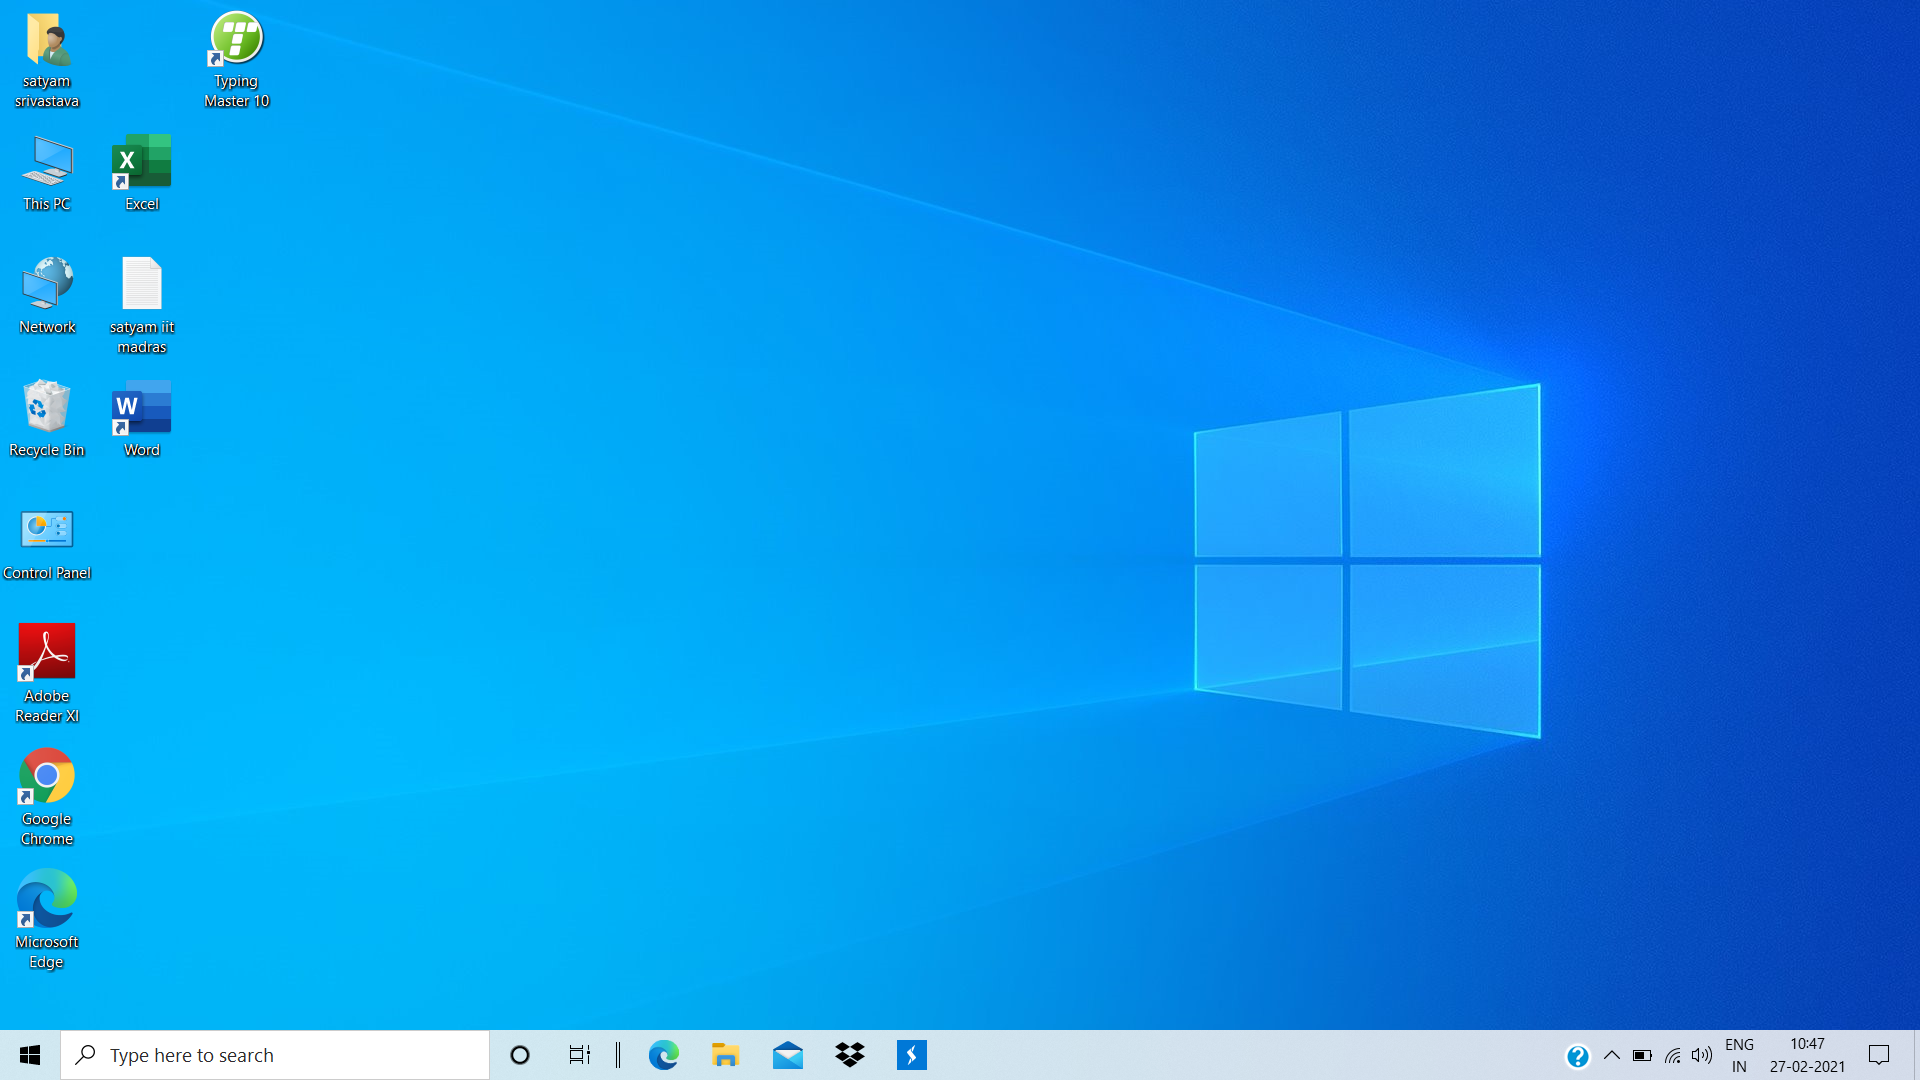 satyam
srivastava
Typing
Master 10
This PC
Excel
Network
satyam iit
madras
Recycle Bin
Word
Control Panel
Adobe
Reader XI
Google
Chrome
Microsoft
Edge
Type here to search
ENG
IN
10:47
27-02-2021